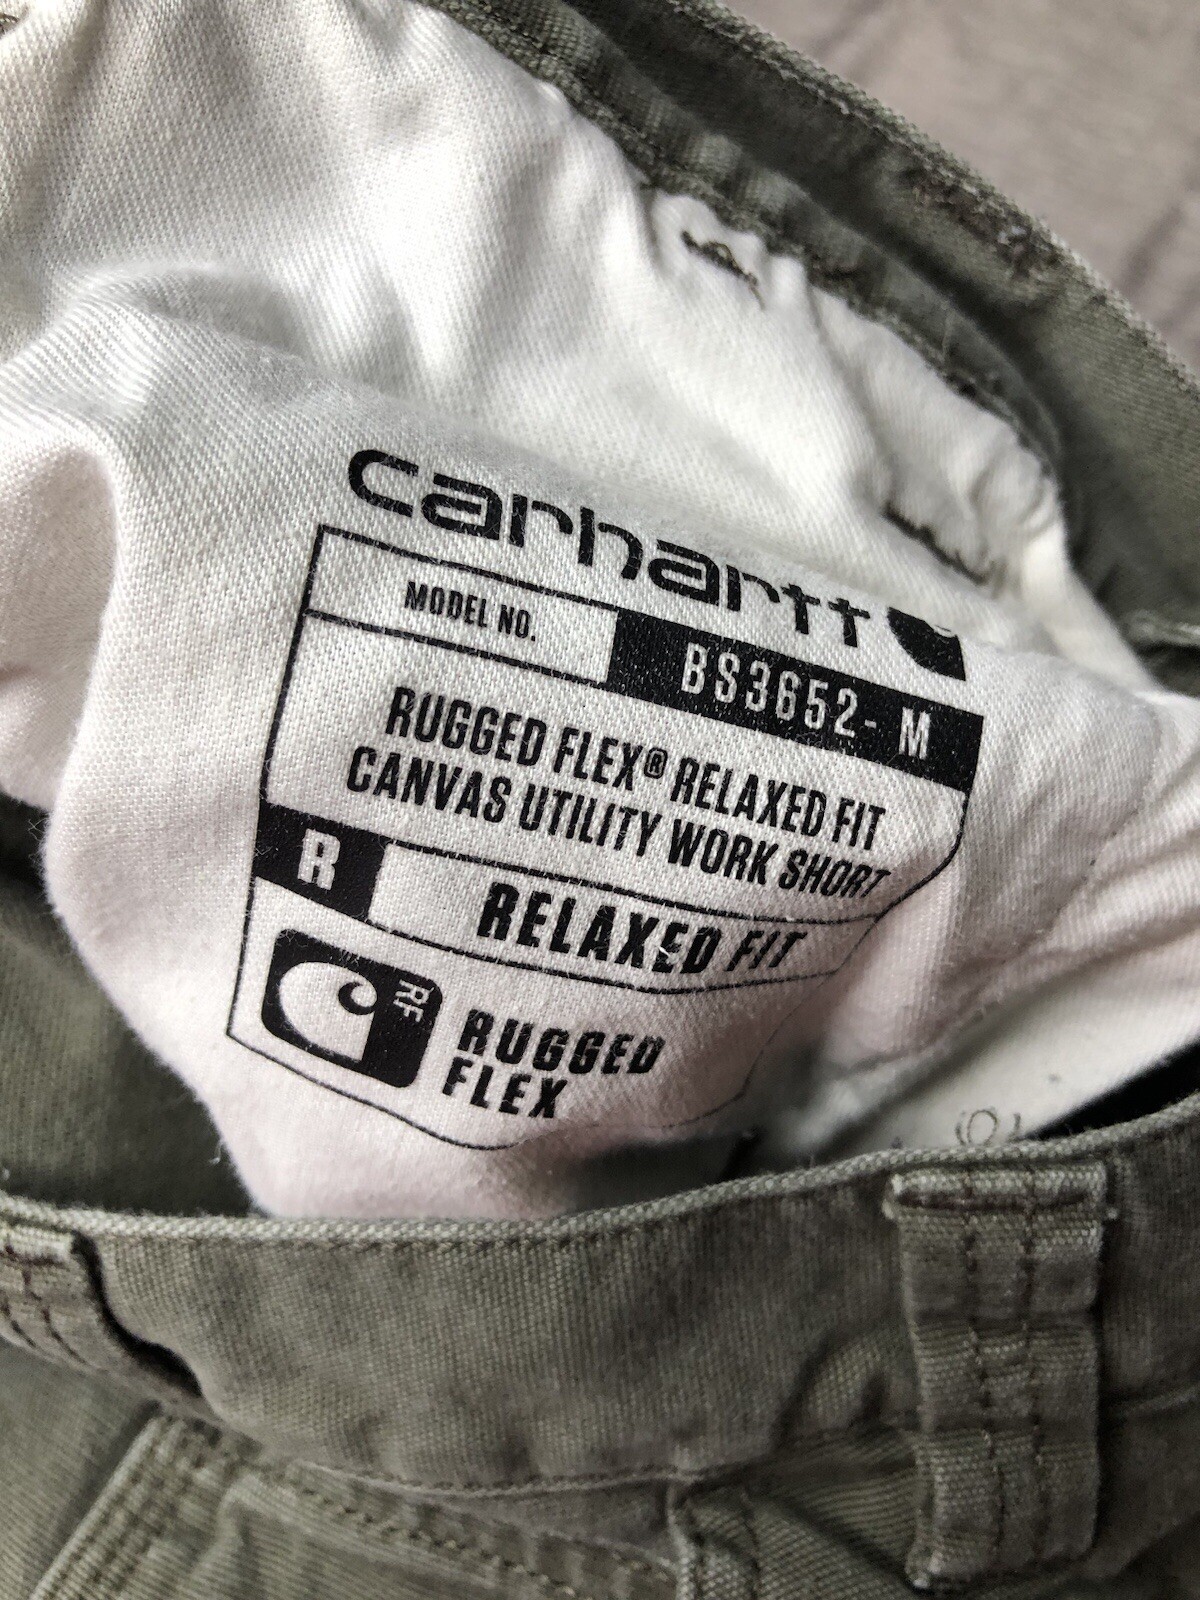 carhartt
MODEL NO. BS3652- M
RUGGED FLEX® RELAXED FIT
CANVAS UTILITY WORK SHORT
R RELAXED FIT
RF
RUGGED
FLEX